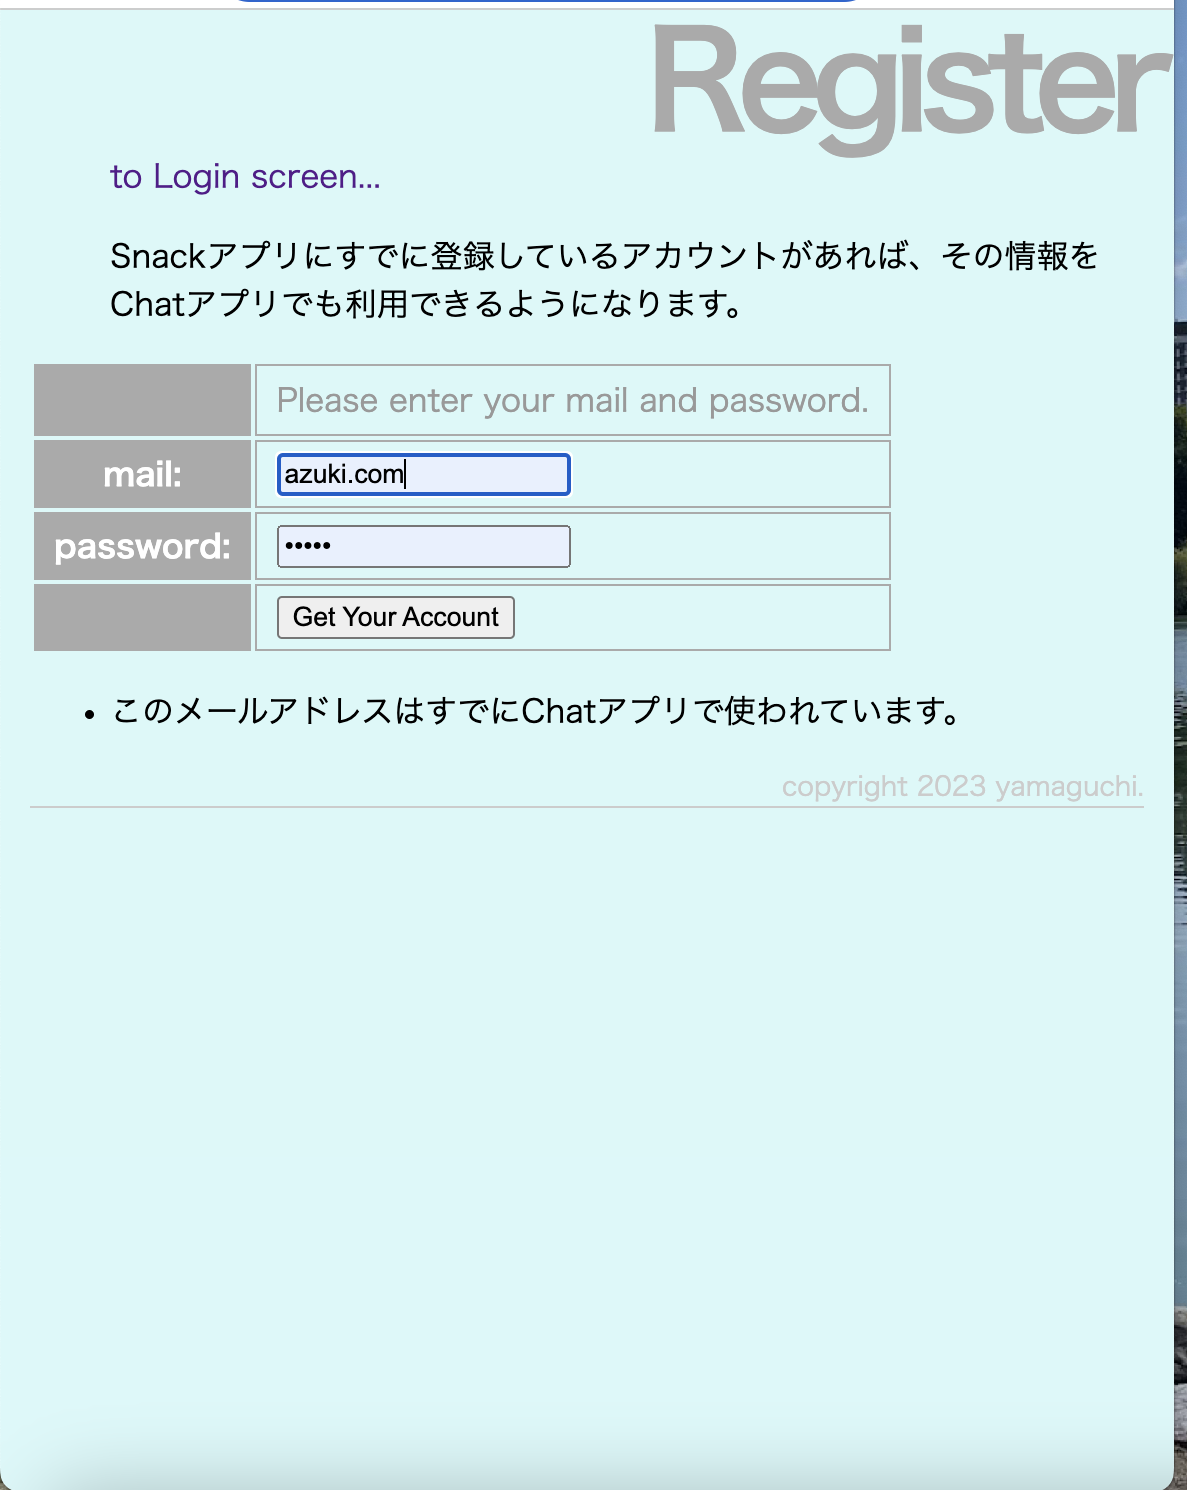 Register
to Login screen...
Snackアプリにすでに登録しているアカウントがあれば、その情報を
Chatアプリでも利用できるようになります。
Please enter your mail and password.
mail:
azuki.com
password:
•••••
Get Your Account
• このメールアドレスはすでにChatアプリで使われています。
copyright 2023 yamaguchi.